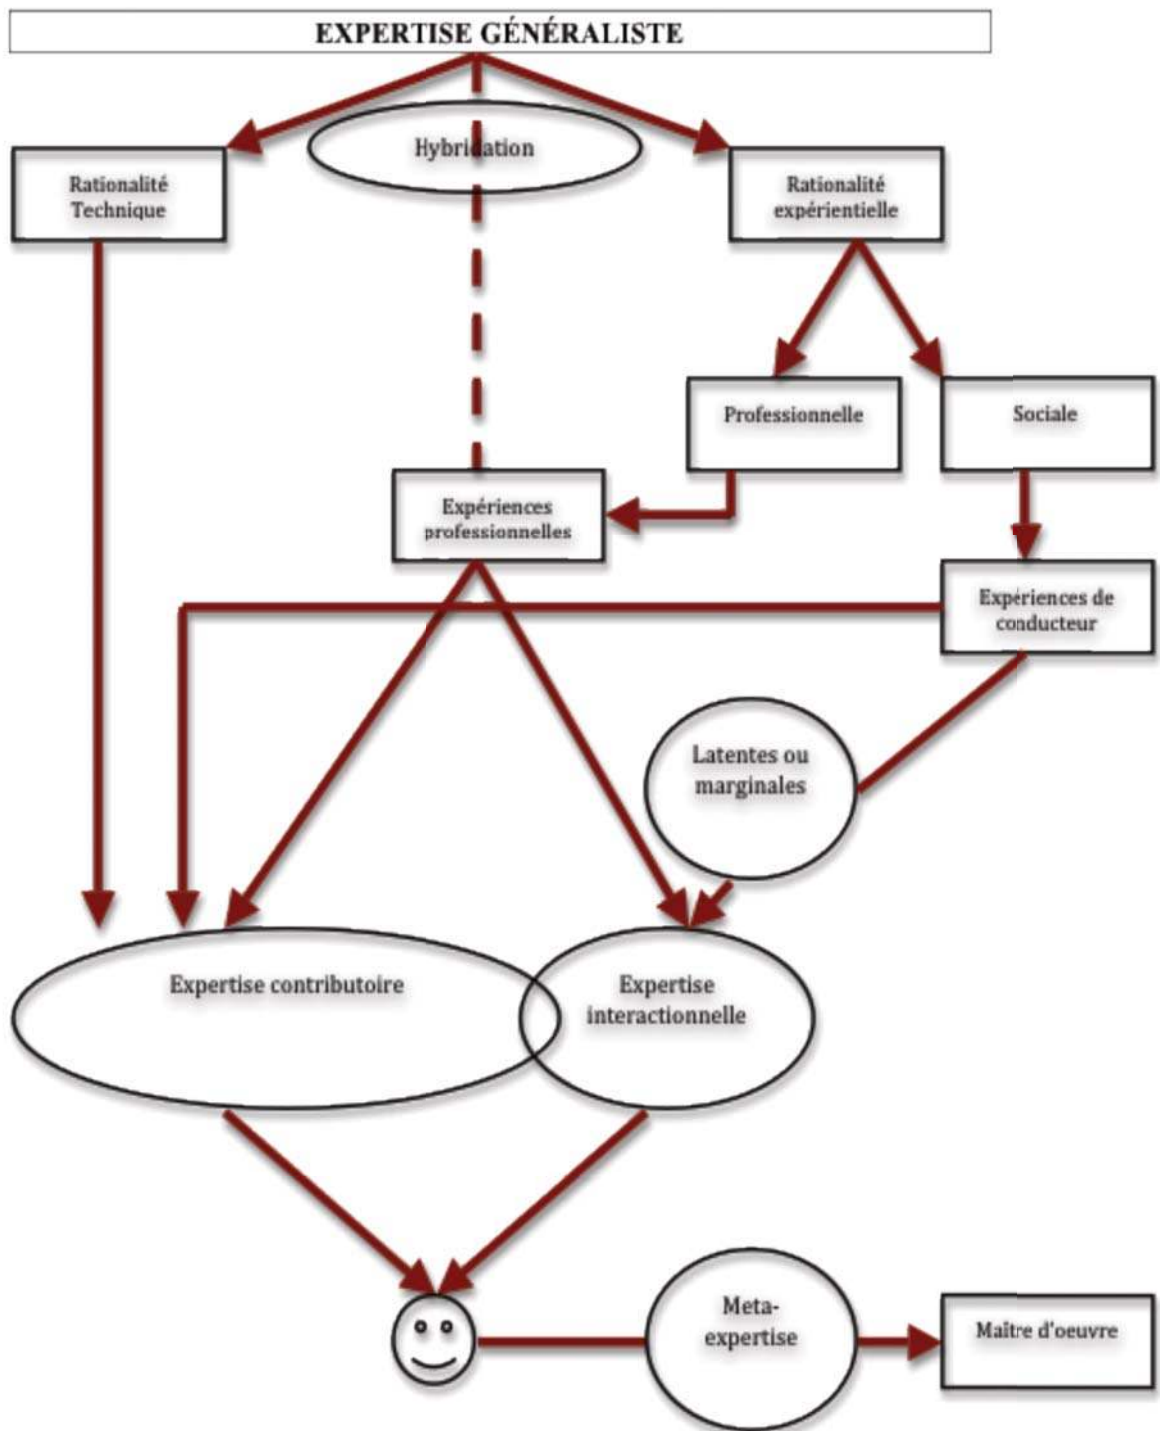 EXPERTISE GÉNÉRALISTE
Hybridation
Rationalité
Technique
Rationalité
expérientielle
Professionnelle
Sociale
Expériences
professionnelles
Expériences de
conducteur
Latentes ou
marginales
Expertise contributoire
Expertise
interactionnelle
Meta-
expertise
Maître d'oeuvre